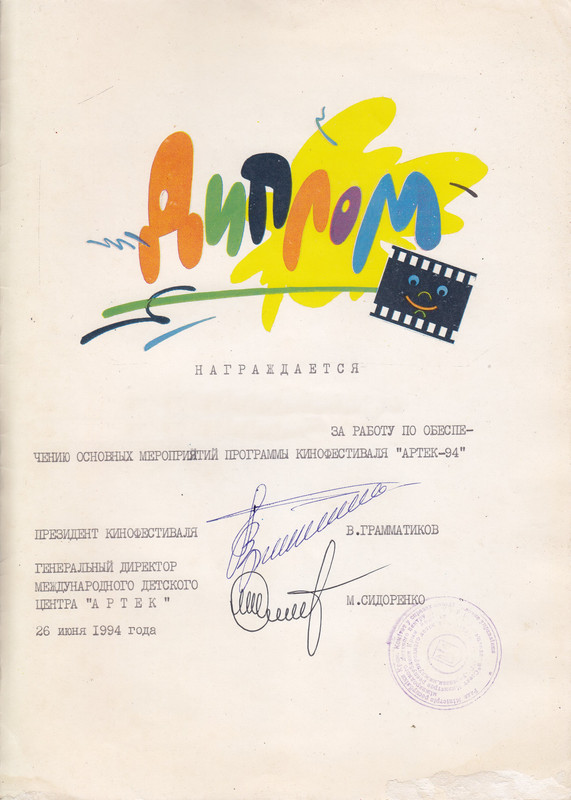 Диплом
НАГРАЖДАЕТСЯ
ЗА РАБОТУ ПО ОБЕСПЕ-
ЧЕНИЮ ОСНОВНЫХ МЕРОПРИЯТИЙ ПРОГРАММЫ КИНОФЕСТИВАЛЯ "АРТЕК-94"
ПРЕЗИДЕНТ КИНОФЕСТИВАЛЯ В.ГРАММАТИКОВ
ГЕНЕРАЛЬНЫЙ ДИРЕКТОР
МЕЖДУНАРОДНОГО ДЕТСКОГО
ЦЕНТРА "АРТЕК" М.СИДОРЕНКО
26 июня 1994 года